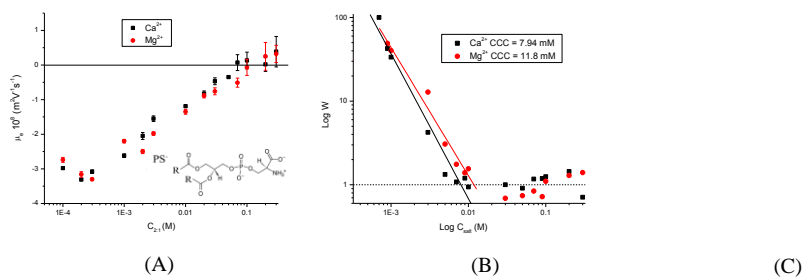 Ca²⁺
Mg²⁺
1
0
-1
-2
-3
-4
μₑ 10⁸ (m²V⁻¹s⁻¹)
PS⁻
R
O
O
O
O
R
O
H
O
O
P
O⁻
O
H
O
O⁻
NH₃⁺
1E-4
1E-3
0.01
0.1
1
C₂:₁(M)
(A)
Ca²⁺ CCC = 7.94 mM
Mg²⁺ CCC = 11.8 mM
100
10
1
Log W
1E-3
0.01
0.1
Log Cₛₐₗₜ (M)
(B)
(C)